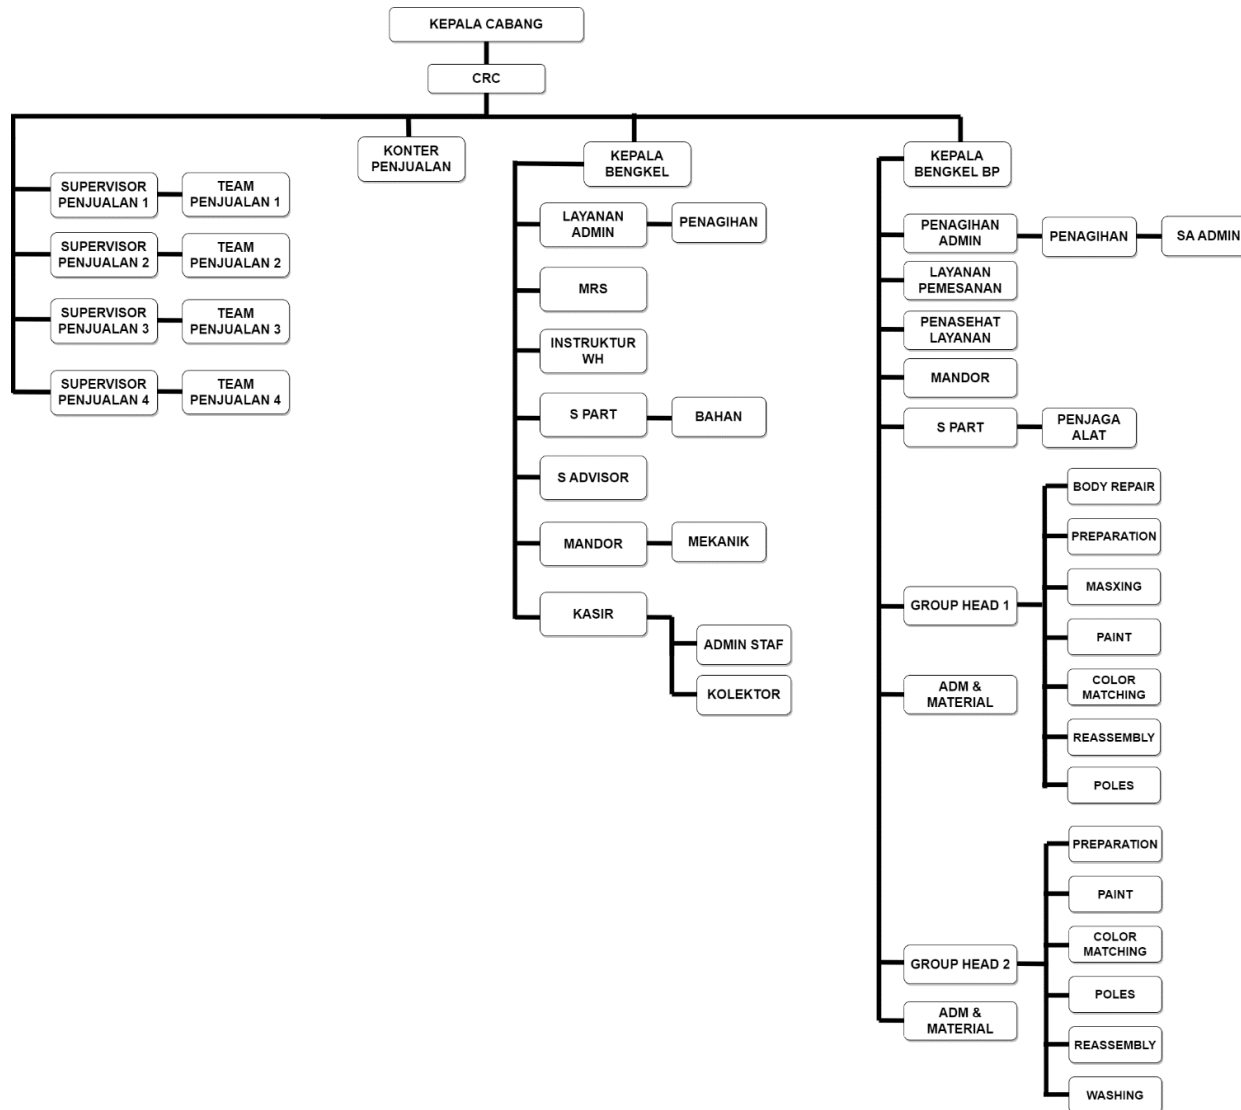 KEPALA CABANG
CRC
KONTER
PENJUALAN
KEPALA
BENGKEL
KEPALA
BENGKEL BP
SUPERVISOR
PENJUALAN 1
TEAM
PENJUALAN 1
SUPERVISOR
PENJUALAN 2
TEAM
PENJUALAN 2
SUPERVISOR
PENJUALAN 3
TEAM
PENJUALAN 3
SUPERVISOR
PENJUALAN 4
TEAM
PENJUALAN 4
LAYANAN
ADMIN
PENAGIHAN
MRS
INSTRUKTUR
WH
S PART
BAHAN
S ADVISOR
MANDOR
MEKANIK
KASIR
ADMIN STAF
KOLEKTOR
PENAGIHAN
ADMIN
PENAGIHAN
SA ADMIN
LAYANAN
PEMESANAN
PENASEHAT
LAYANAN
MANDOR
S PART
PENJAGA
ALAT
GROUP HEAD 1
BODY REPAIR
PREPARATION
MASXING
PAINT
COLOR
MATCHING
REASSEMBLY
POLES
ADM &
MATERIAL
GROUP HEAD 2
PREPARATION
PAINT
COLOR
MATCHING
POLES
REASSEMBLY
WASHING
ADM &
MATERIAL